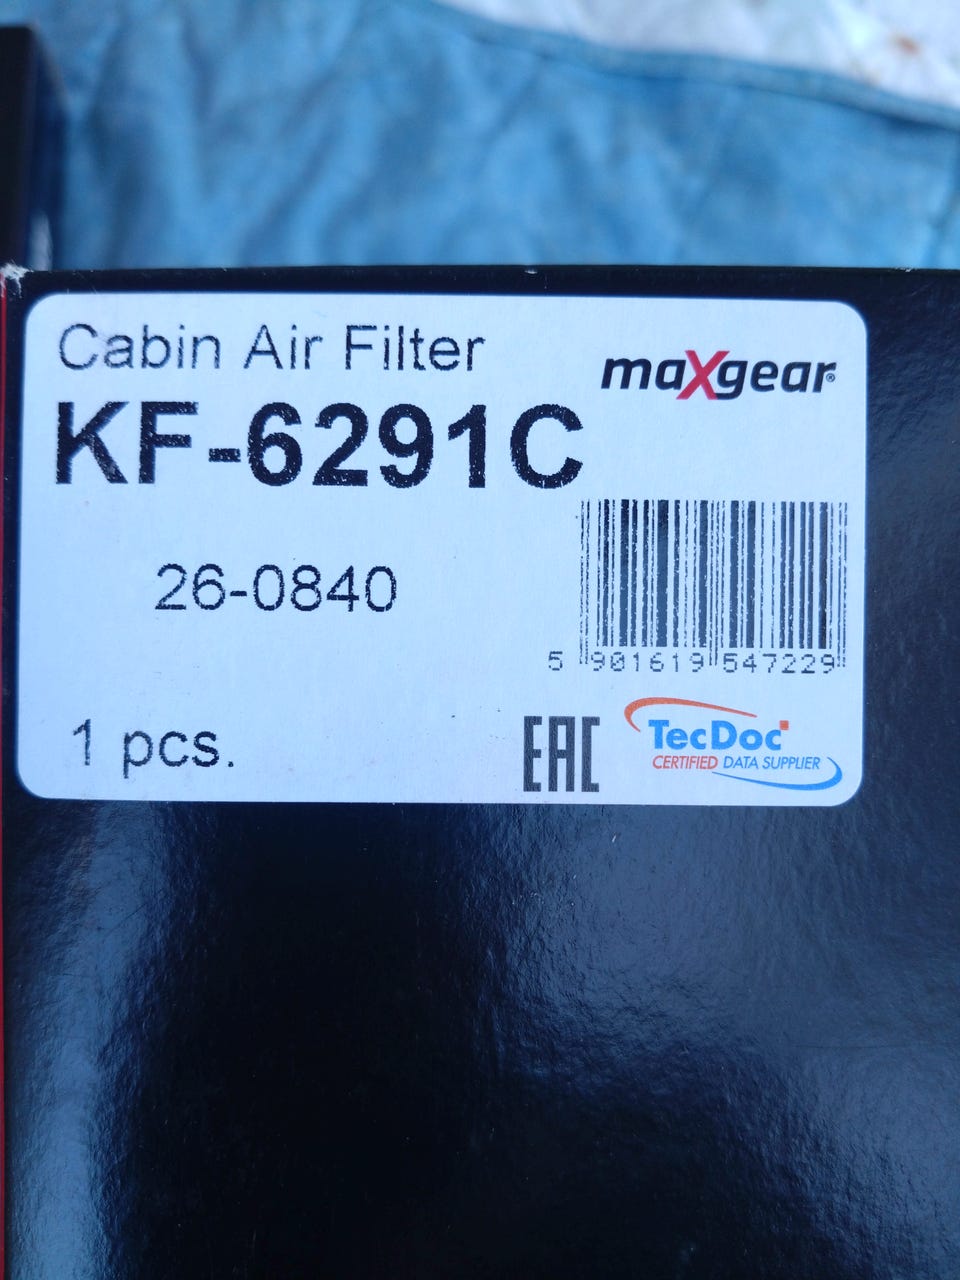 Cabin Air Filter
maXgear®
KF-6291C
26-0840
5 901619 547229
1 pcs.
EAC
TecDoc
CERTIFIED DATA SUPPLIER